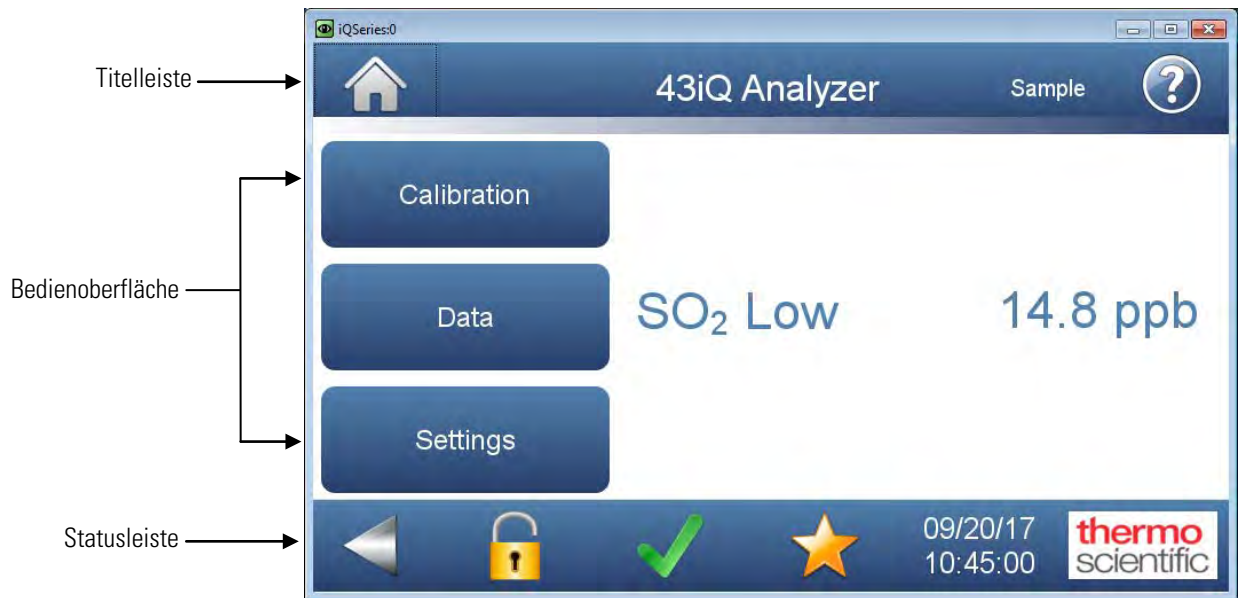 iQSeries:0
Titelleiste
43iQ Analyzer
Sample
?
Calibration
Bedienoberfläche
Data
SO₂ Low
14.8 ppb
Settings
Statusleiste
09/20/17
10:45:00
thermo
scientific